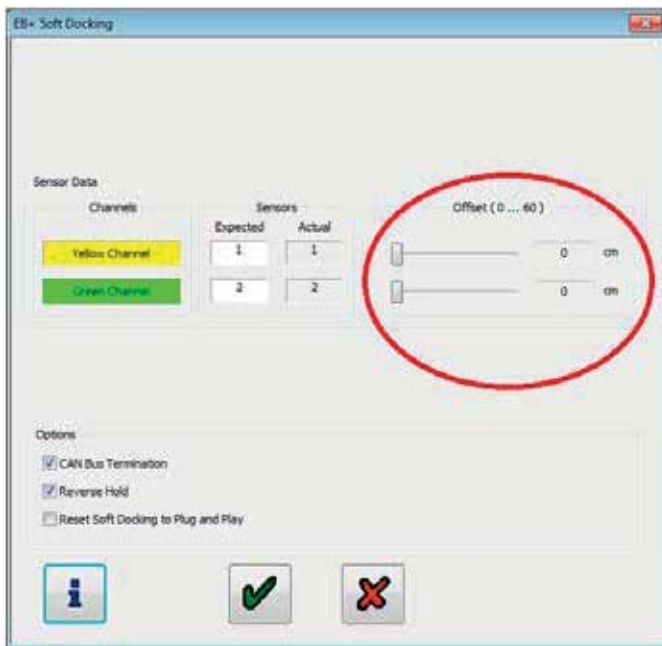 EB+ Soft Docking
Sensor Data
Channels Sensors Offset ( 0 ... 60 )
Expected Actual
Yellow Channel 1 1 0 cm
Green Channel 2 2 0 cm
Options
CAN Bus Termination
Reverse Hold
Reset Soft Docking to Plug and Play